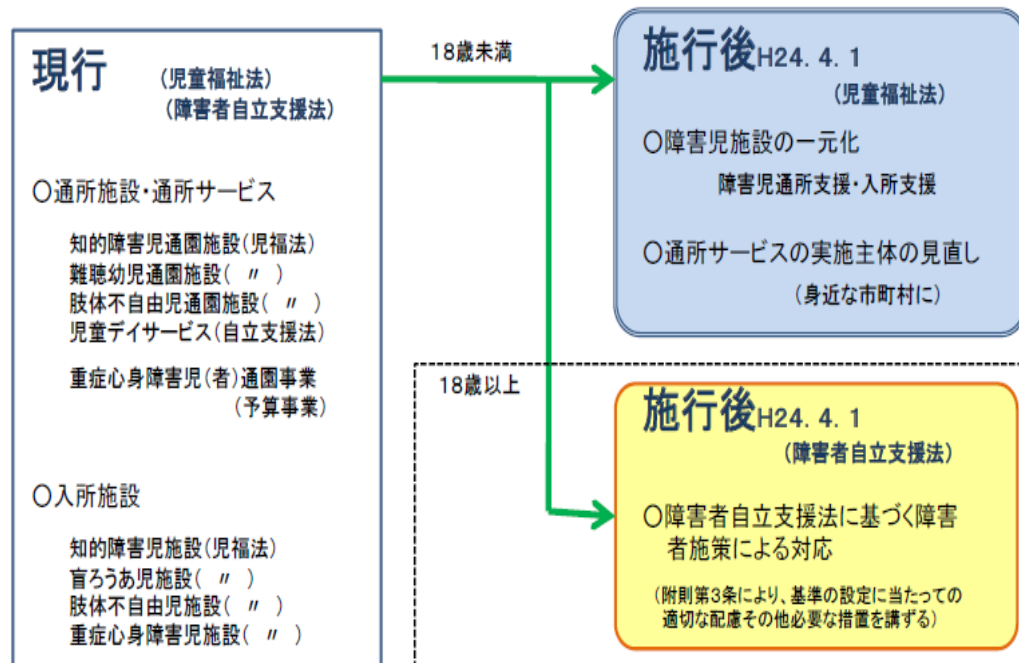 現行 (児童福祉法)
(障害者自立支援法)
○通所施設・通所サービス
知的障害児通園施設(児福法)
難聴幼児通園施設( 〃 )
肢体不自由児通園施設( 〃 )
児童デイサービス(自立支援法)
重症心身障害児(者)通園事業
(予算事業)
○入所施設
知的障害児施設(児福法)
盲ろうあ児施設( 〃 )
肢体不自由児施設( 〃 )
重症心身障害児施設( 〃 )
18歳未満
施行後H24. 4. 1
(児童福祉法)
○障害児施設の一元化
障害児通所支援・入所支援
○通所サービスの実施主体の見直し
(身近な市町村に)
18歳以上
施行後H24. 4. 1
(障害者自立支援法)
○障害者自立支援法に基づく障害
者施策による対応
(附則第3条により、基準の設定に当たっての
適切な配慮その他必要な措置を講ずる)